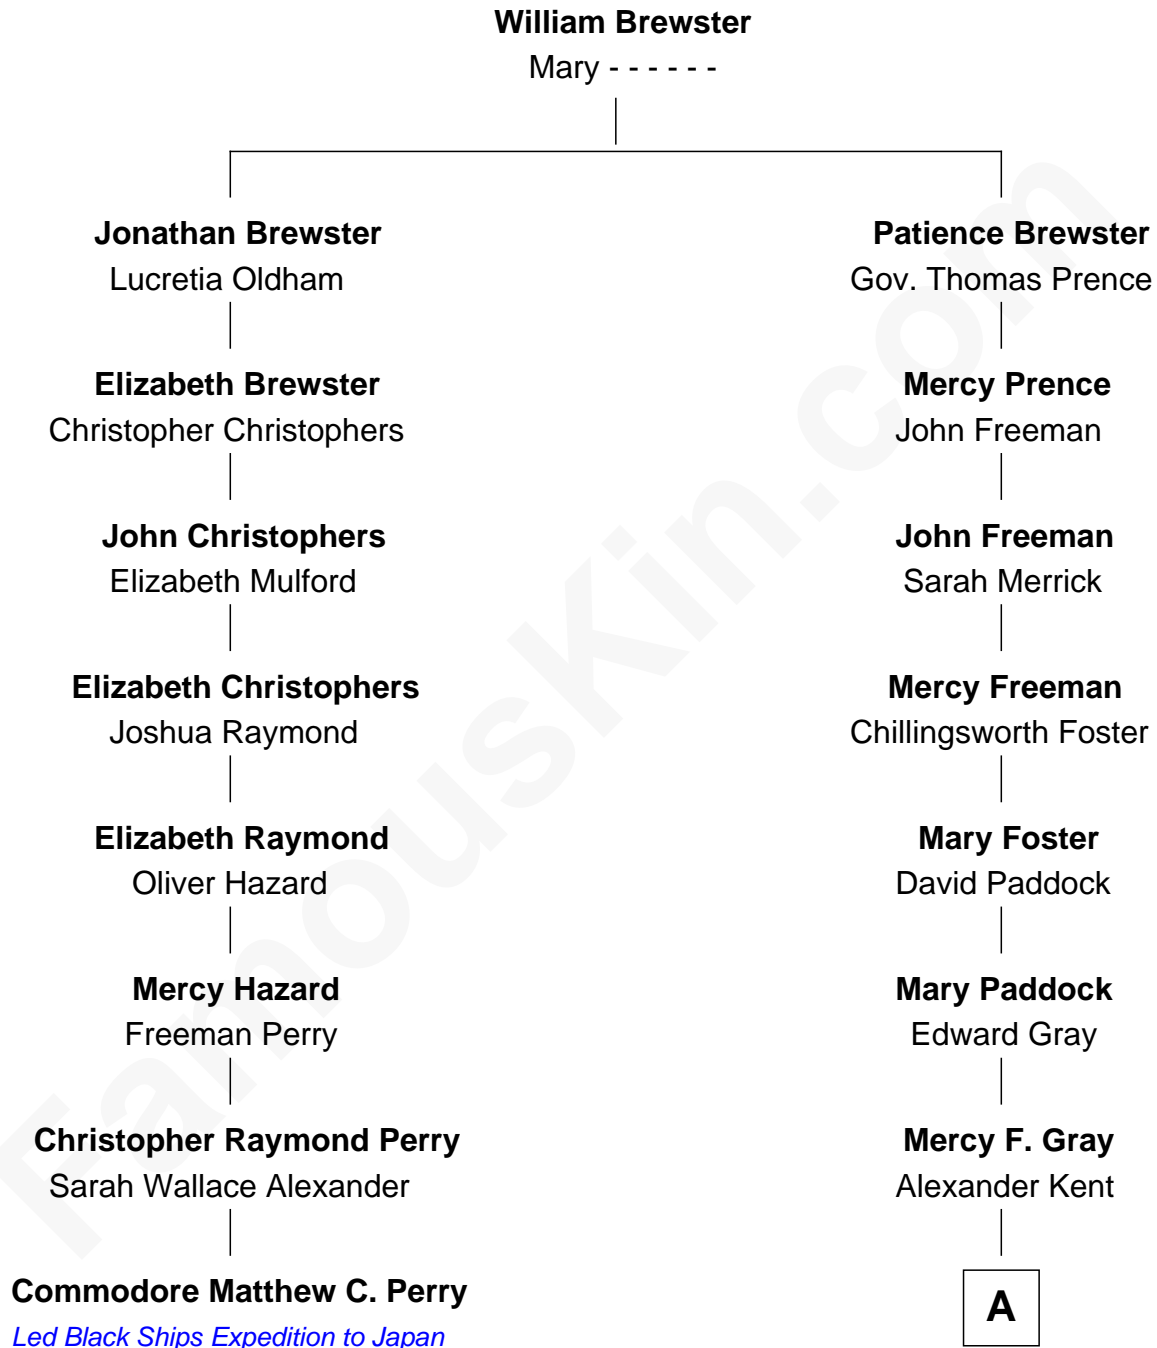 William Brewster
Mary - - - - - -
Jonathan Brewster
Lucretia Oldham
Patience Brewster
Gov. Thomas Prence
Elizabeth Brewster
Christopher Christophers
Mercy Prence
John Freeman
John Christophers
Elizabeth Mulford
John Freeman
Sarah Merrick
Elizabeth Christophers
Joshua Raymond
Mercy Freeman
Chillingsworth Foster
Elizabeth Raymond
Oliver Hazard
Mary Foster
David Paddock
Mercy Hazard
Freeman Perry
Mary Paddock
Edward Gray
Christopher Raymond Perry
Sarah Wallace Alexander
Mercy F. Gray
Alexander Kent
Commodore Matthew C. Perry
Led Black Ships Expedition to Japan
A
FamousKin.com